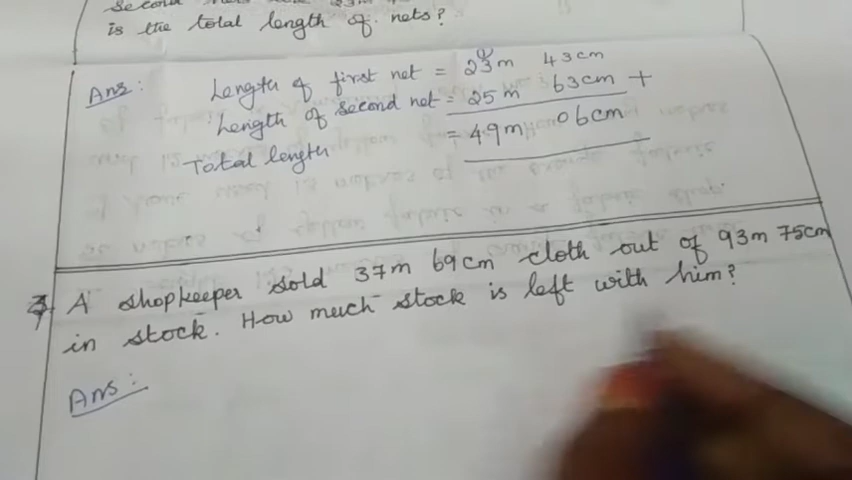 is the total length of nets?
Ans: Length of first net = 23m 43cm
Length of second net = 25m 63cm +
Total length = 49m 06cm
3, A shopkeeper sold 37m 69cm cloth out of 93m 75cm
in stock. How much stock is left with him?
Ans: